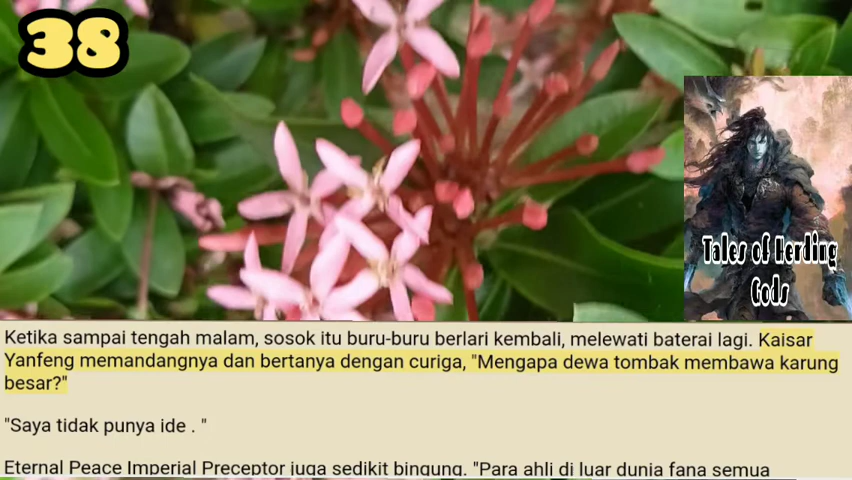 38
Tales of Herding
Gods
Ketika sampai tengah malam, sosok itu buru-buru berlari kembali, melewati baterai lagi. Kaisar
Yanfeng memandangnya dan bertanya dengan curiga, "Mengapa dewa tombak membawa karung
besar?"
"Saya tidak punya ide . "
Eternal Peace Imperial Preceptor juga sedikit bingung. "Para ahli di luar dunia fana semua